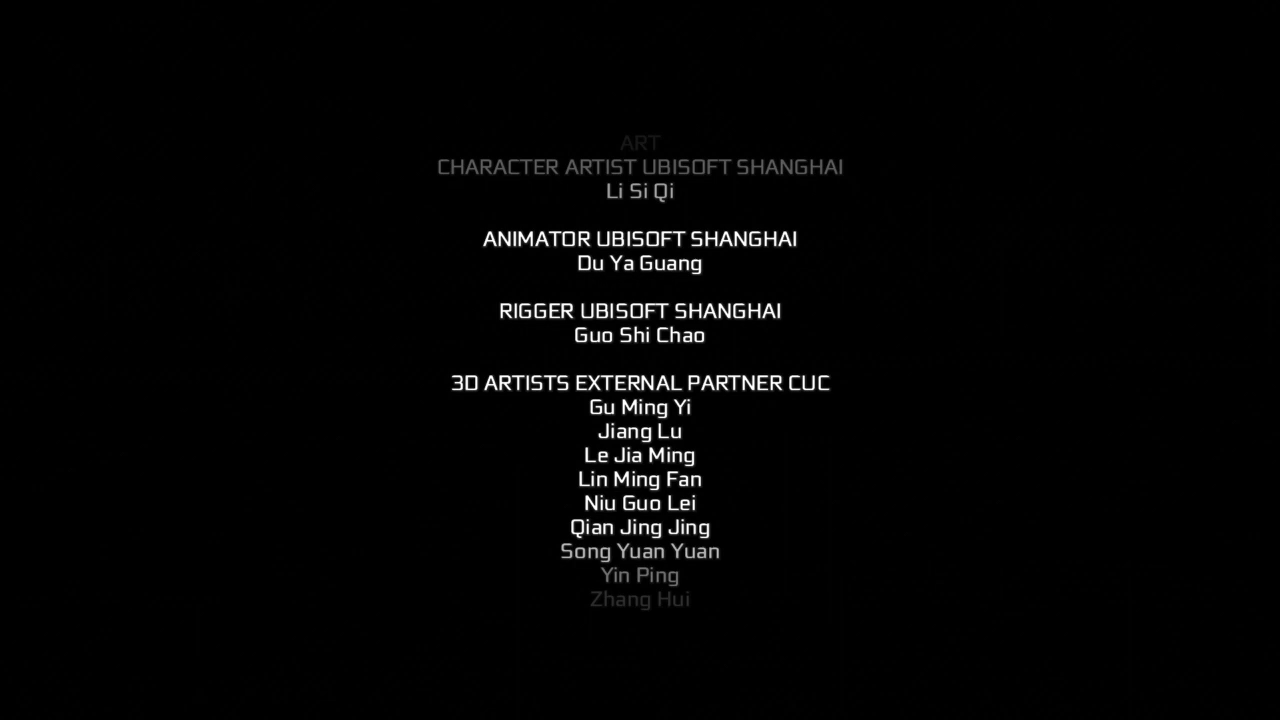 ART
CHARACTER ARTIST UBISOFT SHANGHAI
Li Si Qi
ANIMATOR UBISOFT SHANGHAI
Du Ya Guang
RIGGER UBISOFT SHANGHAI
Guo Shi Chao
3D ARTISTS EXTERNAL PARTNER CUC
Gu Ming Yi
Jiang Lu
Le Jia Ming
Lin Ming Fan
Niu Guo Lei
Qian Jing Jing
Song Yuan Yuan
Yin Ping
Zhang Hui